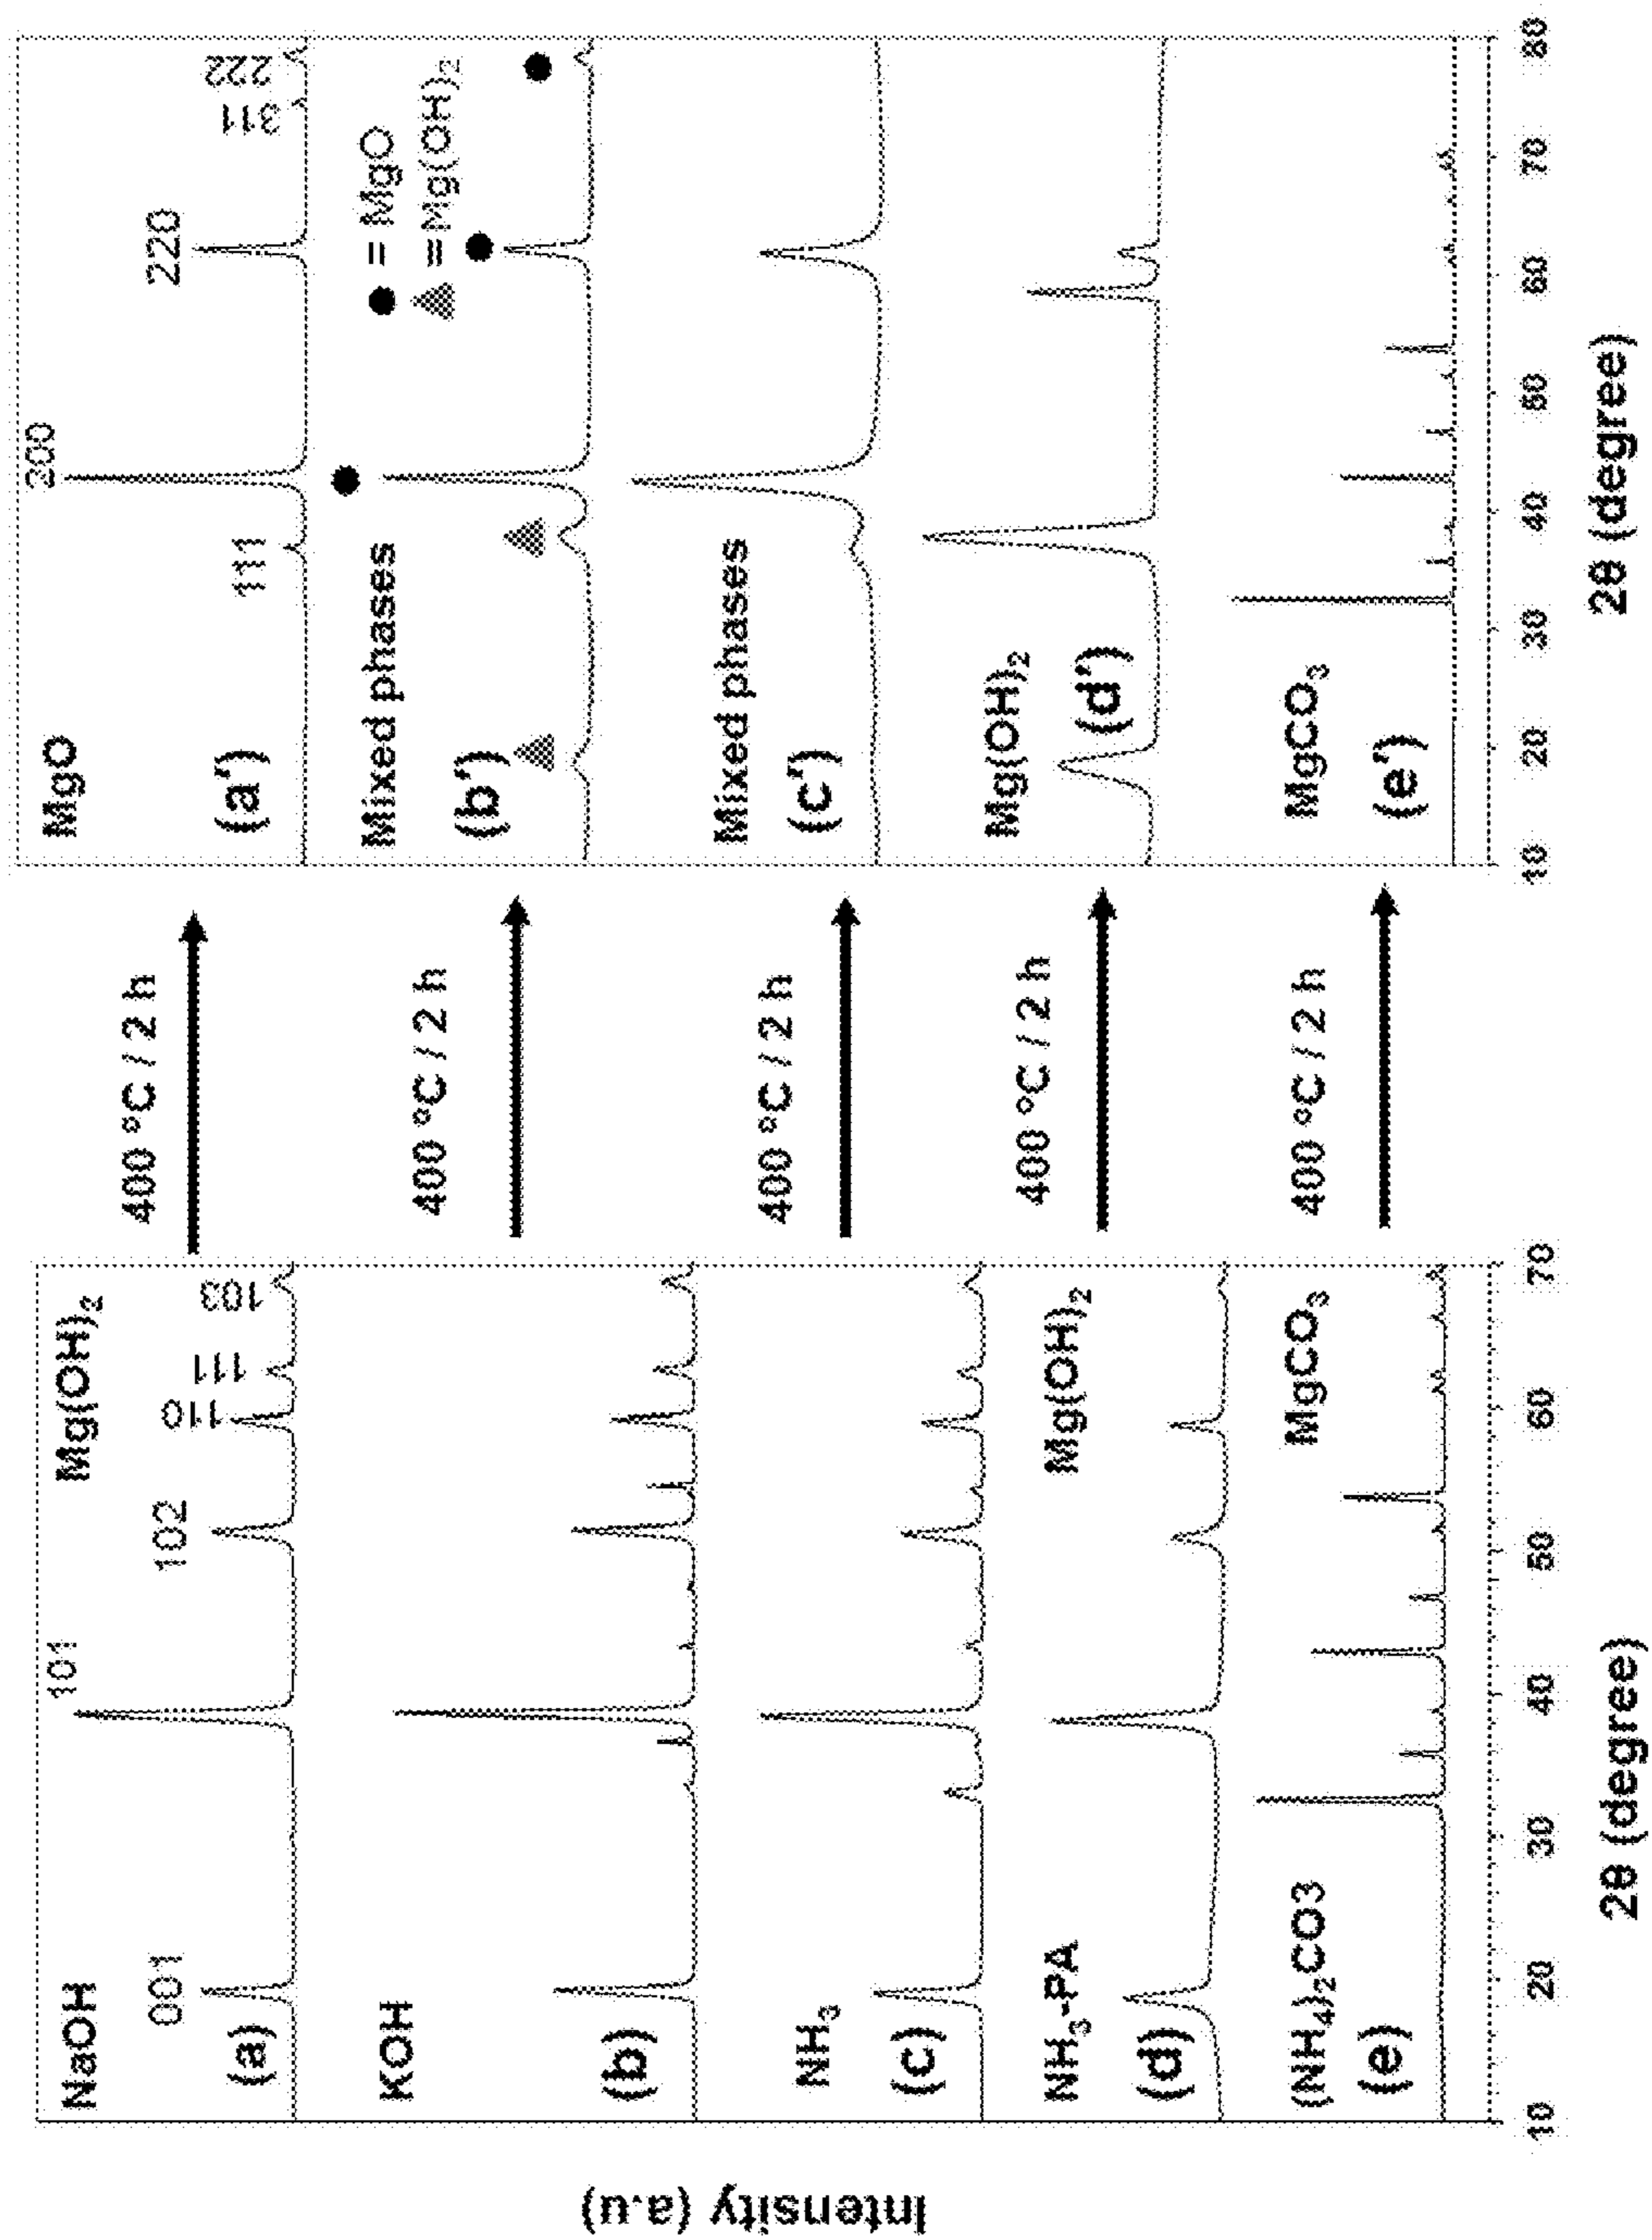 Intensity (a.u)
NaOH
Mg(OH)2
(a)
001
101
102
110
111
103
KOH
(b)
NH3
(c)
NH3-PA
Mg(OH)2
(d)
(NH4)2CO3
MgCO3
(e)
10 20 30 40 50 60 70
2θ (degree)
400 °C / 2 h
400 °C / 2 h
400 °C / 2 h
400 °C / 2 h
400 °C / 2 h
MgO
(a')
111
200
220
311
222
Mixed phases
(b')
● = MgO
▲ = Mg(OH)2
Mixed phases
(c')
Mg(OH)2
(d')
MgCO3
(e')
10 20 30 40 50 60 70 80
2θ (degree)